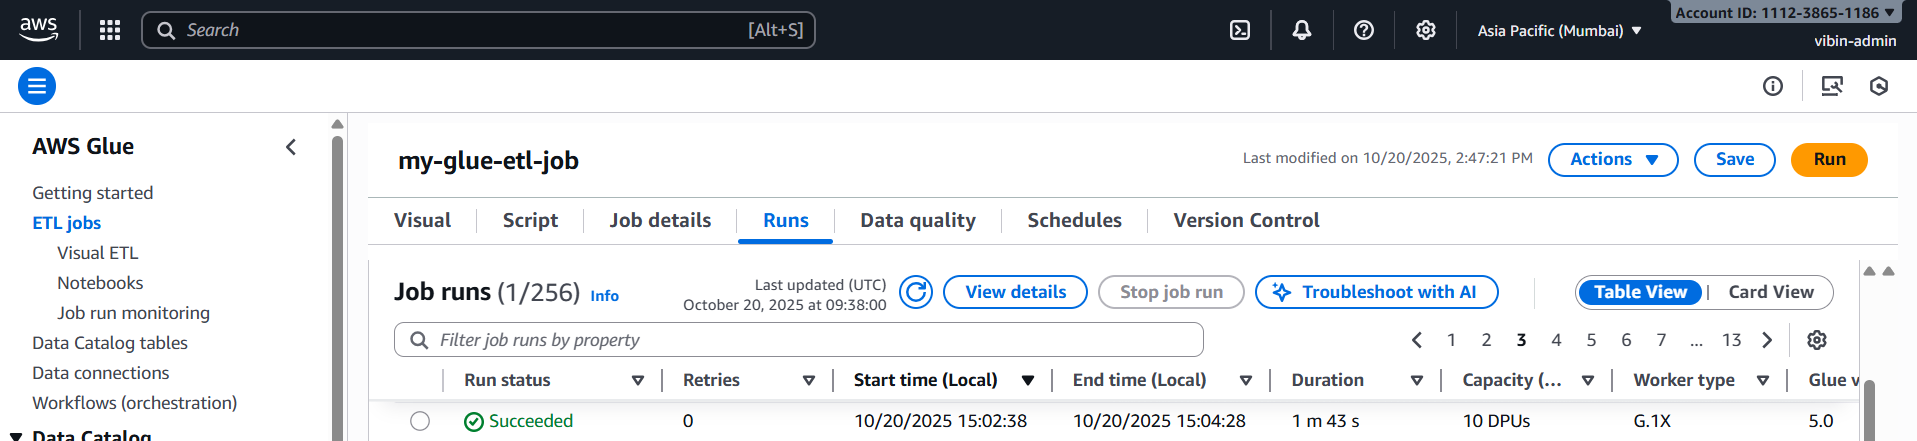 aws
Search [Alt+S]
Asia Pacific (Mumbai)
Account ID: 1112-3865-1186
vibin-admin
AWS Glue
Getting started
ETL jobs
Visual ETL
Notebooks
Job run monitoring
Data Catalog tables
Data connections
Workflows (orchestration)
Data Catalog
my-glue-etl-job
Last modified on 10/20/2025, 2:47:21 PM
Actions
Save
Run
Visual Script Job details Runs Data quality Schedules Version Control
Job runs (1/256) Info
Last updated (UTC)
October 20, 2025 at 09:38:00
View details
Stop job run
Troubleshoot with AI
Table View
Card View
Filter job runs by property
1 2 3 4 5 6 7 ... 13
Run status Retries Start time (Local) End time (Local) Duration Capacity (... Worker type Glue v
Succeeded 0 10/20/2025 15:02:38 10/20/2025 15:04:28 1 m 43 s 10 DPUs G.1X 5.0